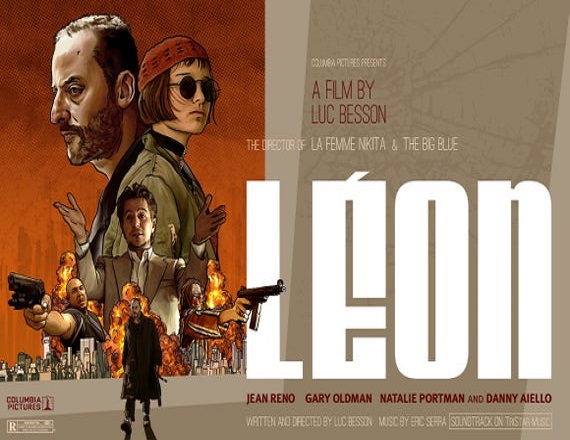 COLUMBIA PICTURES PRESENTS
A FILM BY
LUC BESSON
THE DIRECTOR OF LA FEMME NIKITA & THE BIG BLUE
LÉON
JEAN RENO GARY OLDMAN NATALIE PORTMAN AND DANNY AIELLO
WRITTEN AND DIRECTED BY LUC BESSON MUSIC BY ERIC SERRA SOUNDTRACK ON TRISTAR MUSIC
COLUMBIA
PICTURES
R